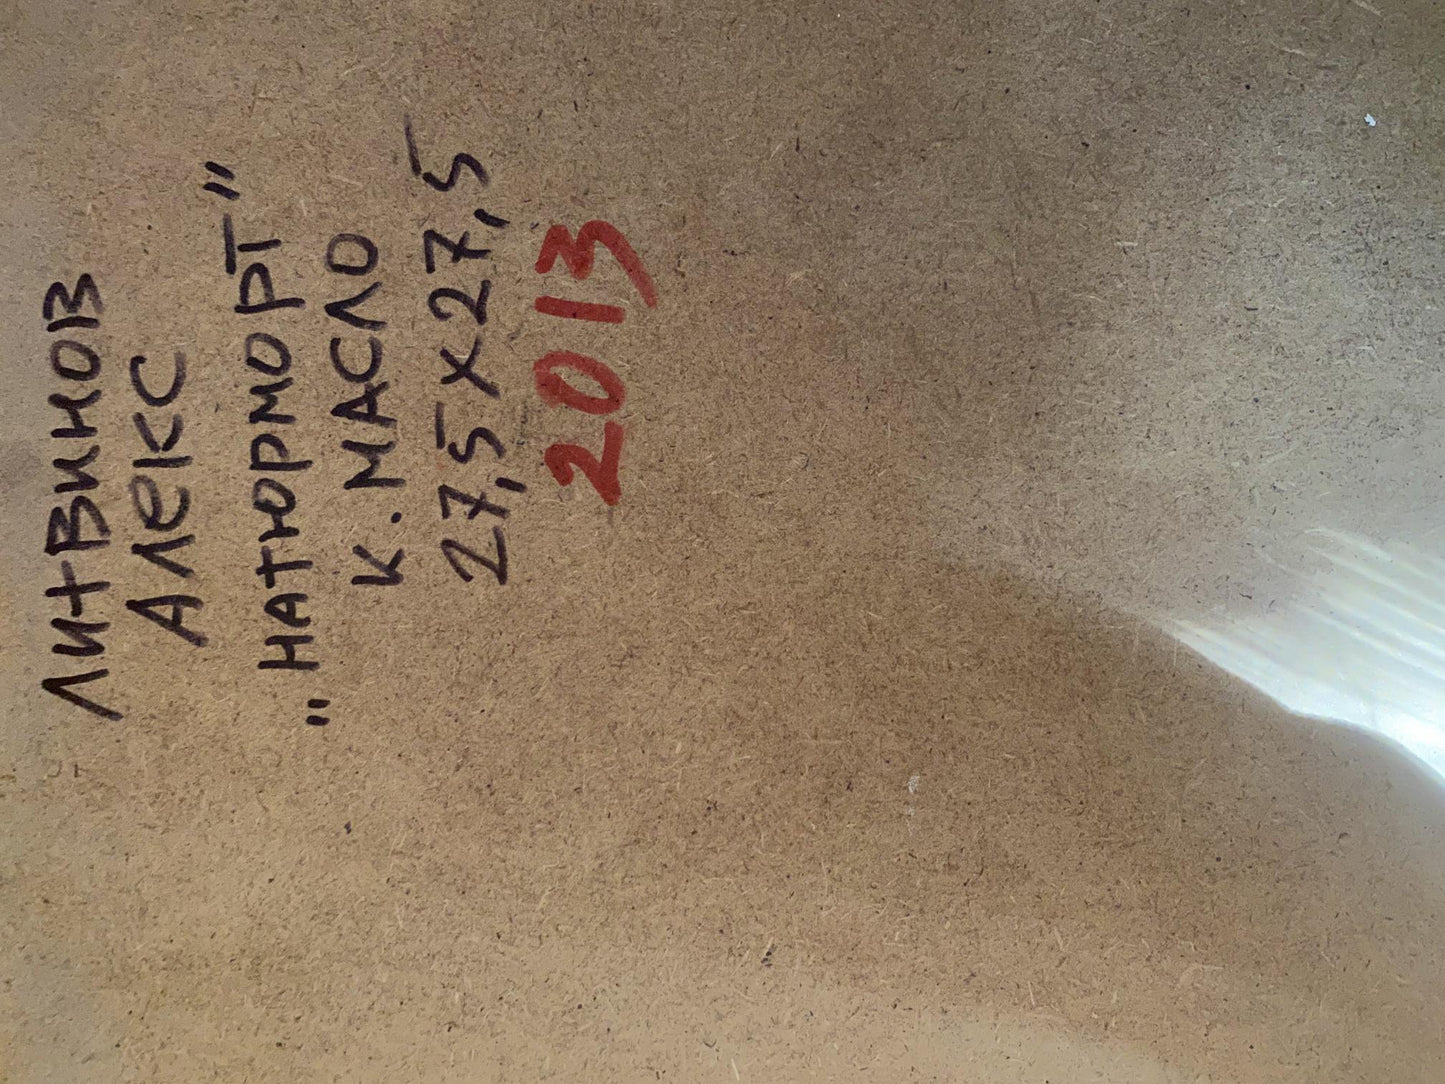 ЛИТВИНОВ
АЛЕКС
"НАТЮРМОРТ"
К. МАСЛО
27,5 х 27,5
2013